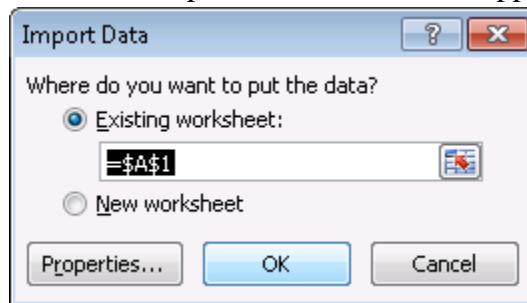 Import Data
Where do you want to put the data?
Existing worksheet:
=$A$1
New worksheet
Properties... OK Cancel